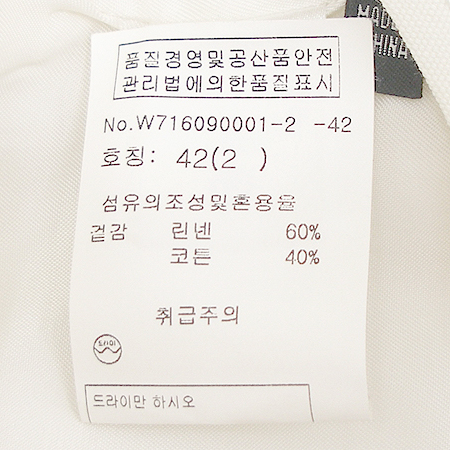 MADE
CHINA
품질경영및공산품안전
관리법에의한품질표시
No.W716090001-2 -42
호칭: 42(2 )
섬유의조성및혼용율
겉감 린넨 60%
코튼 40%
취급주의
드라이
드라이만 하시오